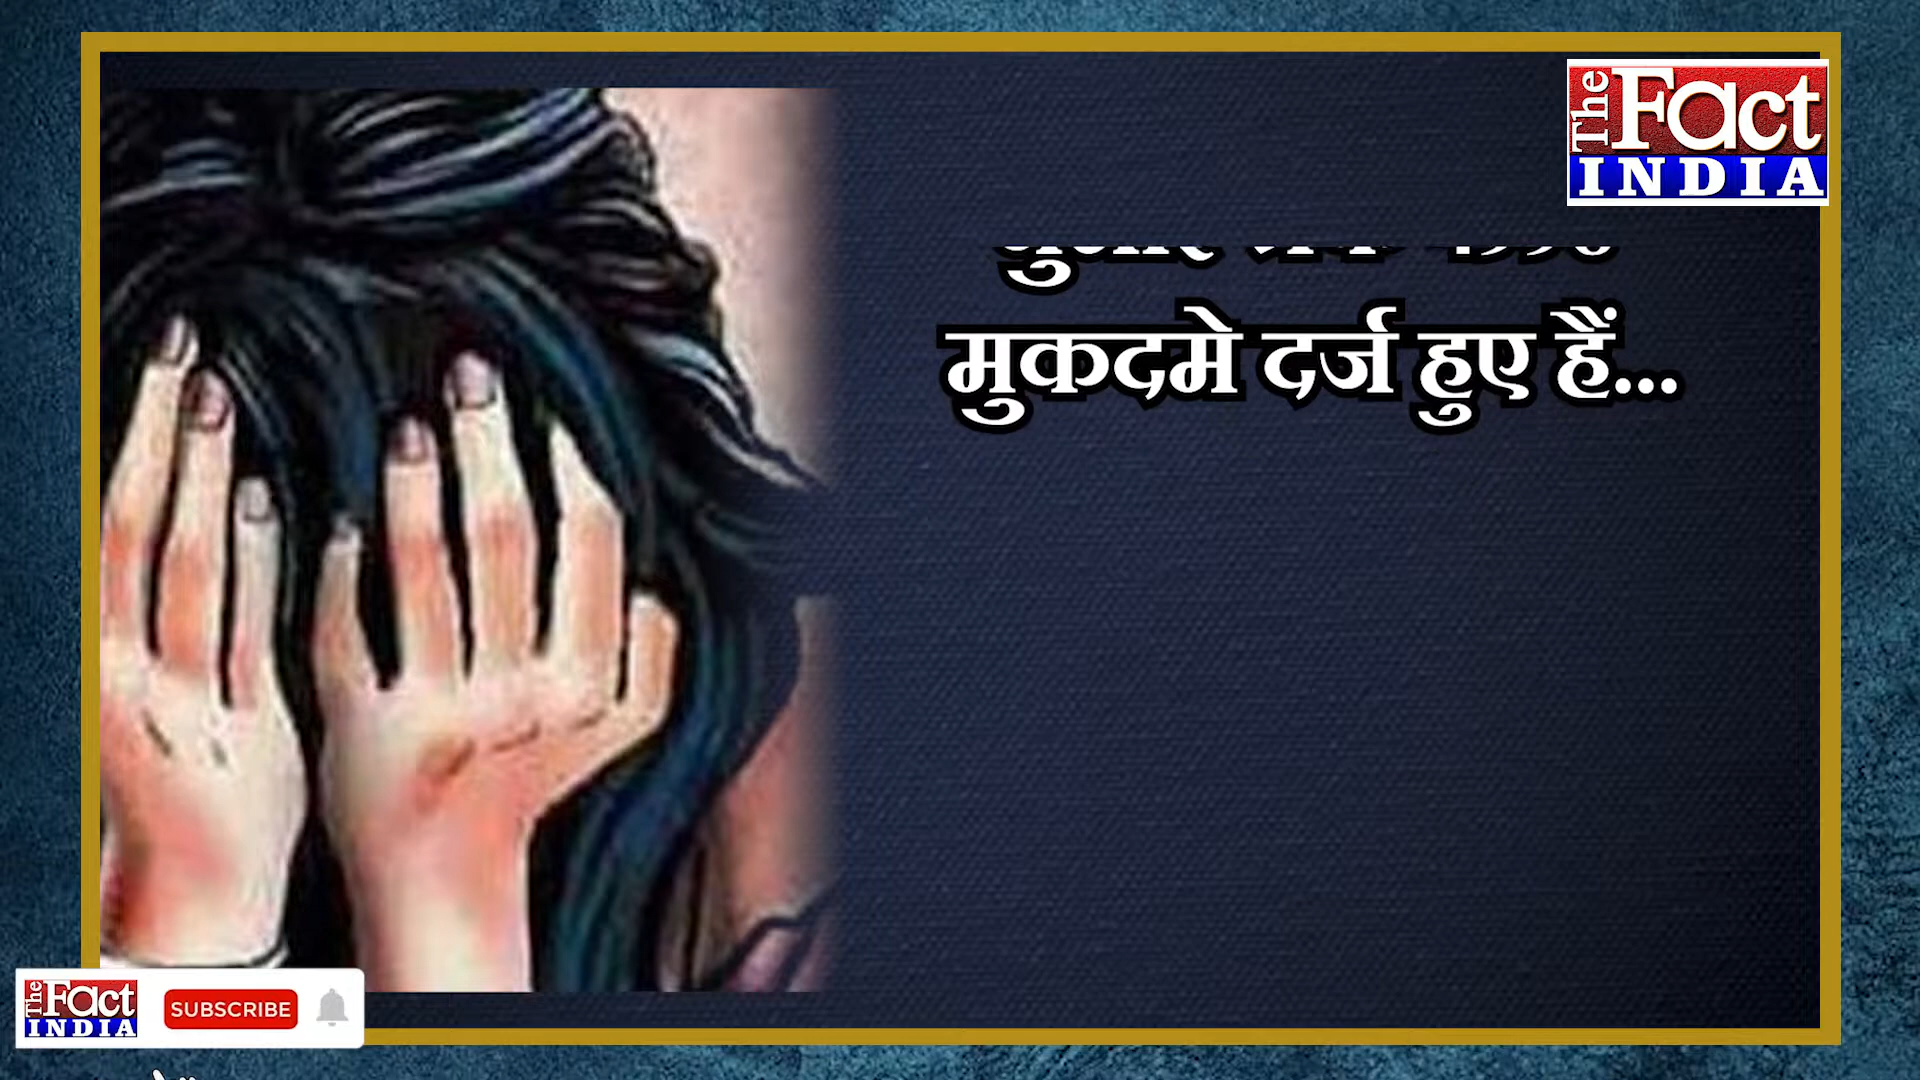 The Fact
INDIA
मुकदमे दर्ज हुए हैं...
The Fact
INDIA
SUBSCRIBE